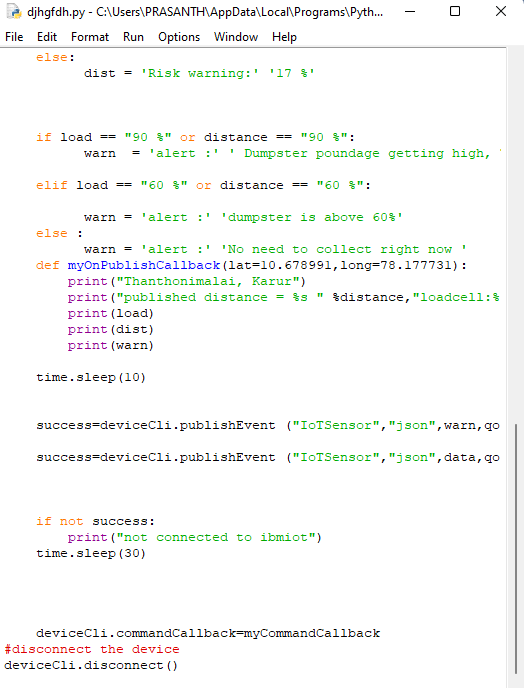 djhgfdh.py - C:\Users\PRASANTH\AppData\Local\Programs\Pyth...
File Edit Format Run Options Window Help
else:
dist = 'Risk warning:' '17 %'
if load == "90 %" or distance == "90 %":
warn  = 'alert :' ' Dumpster poundage getting high, 
elif load == "60 %" or distance == "60 %":
warn = 'alert :' 'dumpster is above 60%'
else :
warn = 'alert :' 'No need to collect right now '
def myOnPublishCallback(lat=10.678991,long=78.177731):
print("Thanthonimalai, Karur")
print("published distance = %s " %distance,"loadcell:%
print(load)
print(dist)
print(warn)
time.sleep(10)
success=deviceCli.publishEvent ("IoTSensor","json",warn,qo
success=deviceCli.publishEvent ("IoTSensor","json",data,qo
if not success:
print("not connected to ibmiot")
time.sleep(30)
deviceCli.commandCallback=myCommandCallback
#disconnect the device
deviceCli.disconnect()